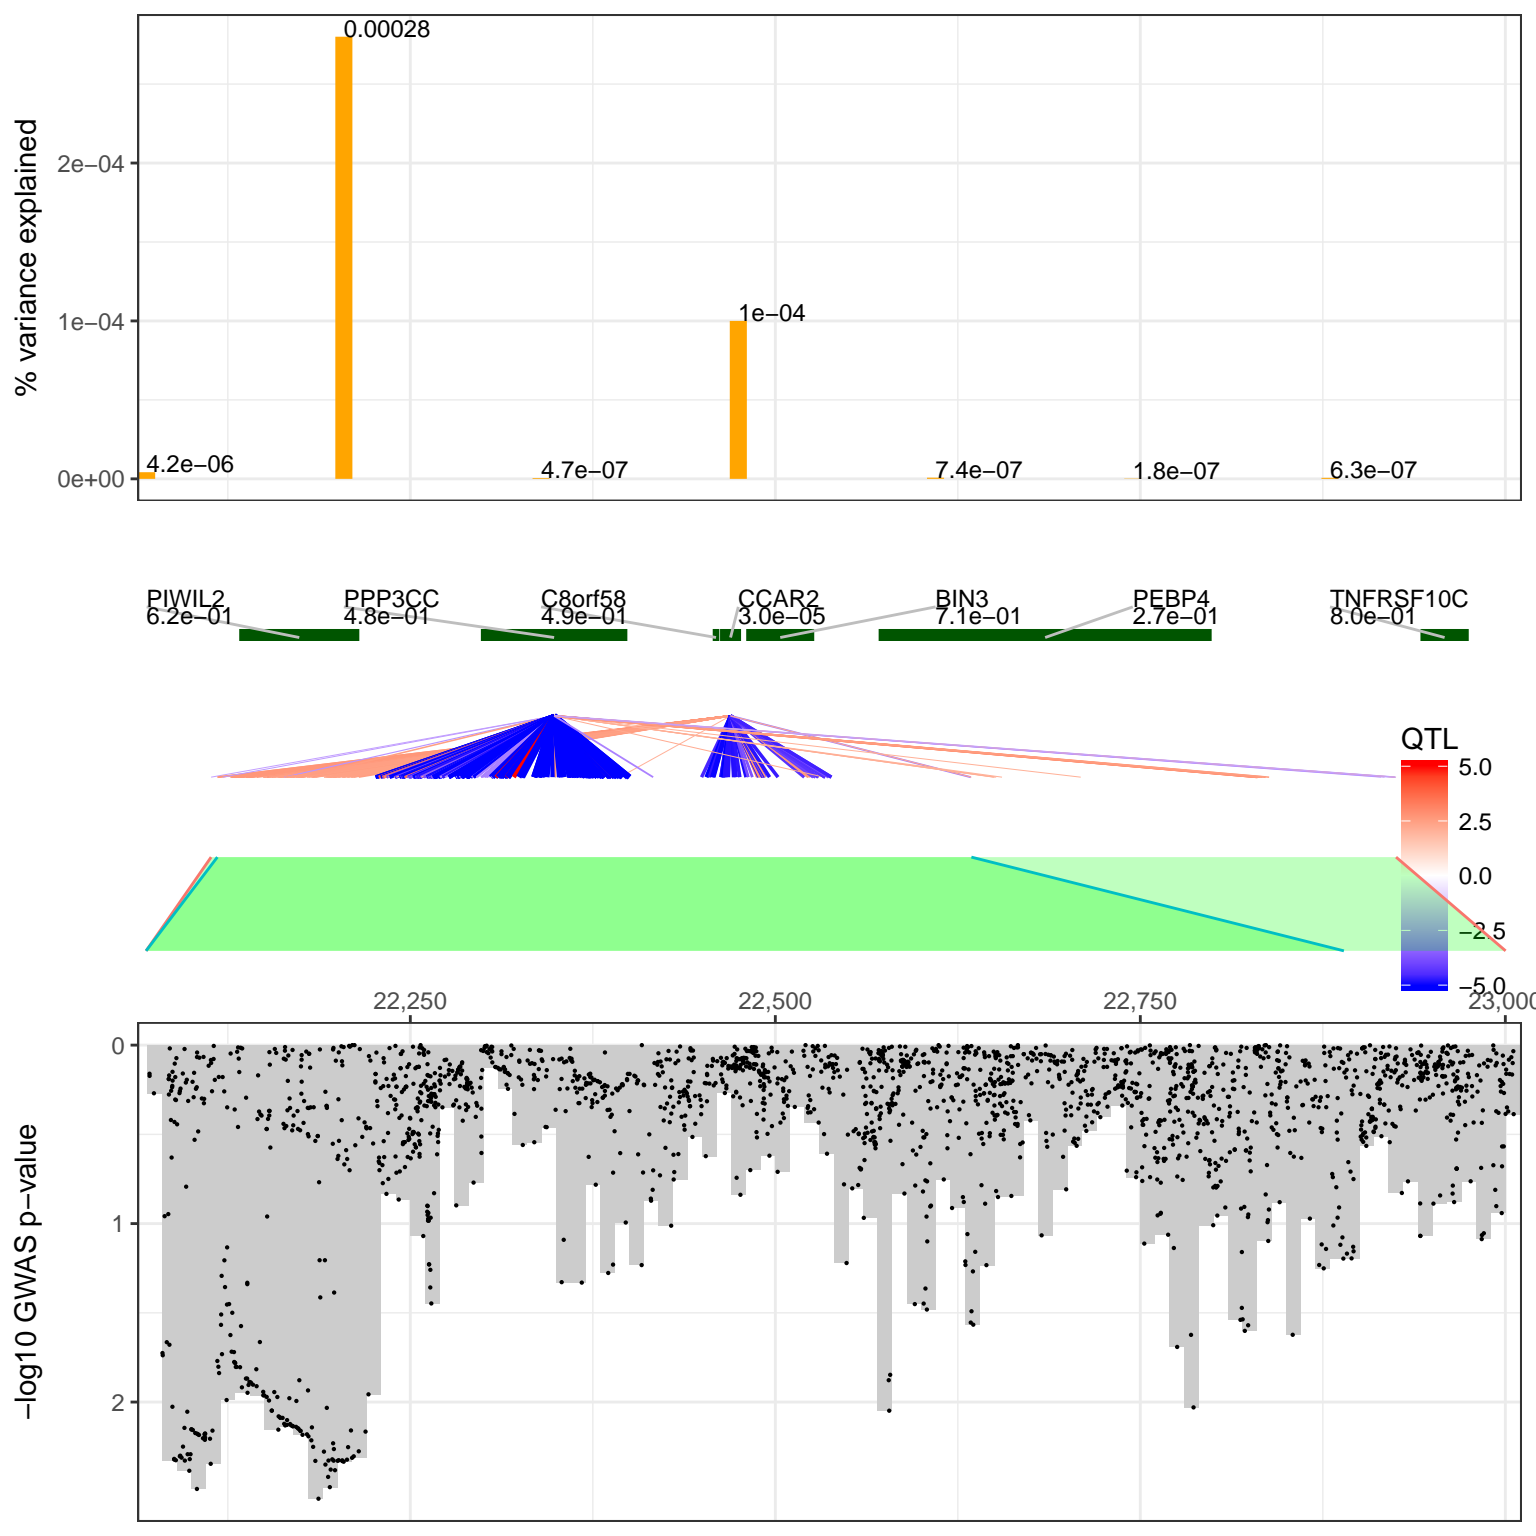 % variance explained
0.00028
2e−04
1e−04
1e−04
4.2e−06
4.7e−07
7.4e−07
1.8e−07
6.3e−07
0e+00
PIWIL2 PPP3CC C8orf58 CCAR2 BIN3 PEBP4 TNFRSF10C
6.2e−01 4.8e−01 4.9e−01 3.0e−05 7.1e−01 2.7e−01 8.0e−01
QTL
5.0
2.5
0.0
−2.5
−5.0
22,250 22,500 22,750 23,000
−log10 GWAS p−value
0
1
2